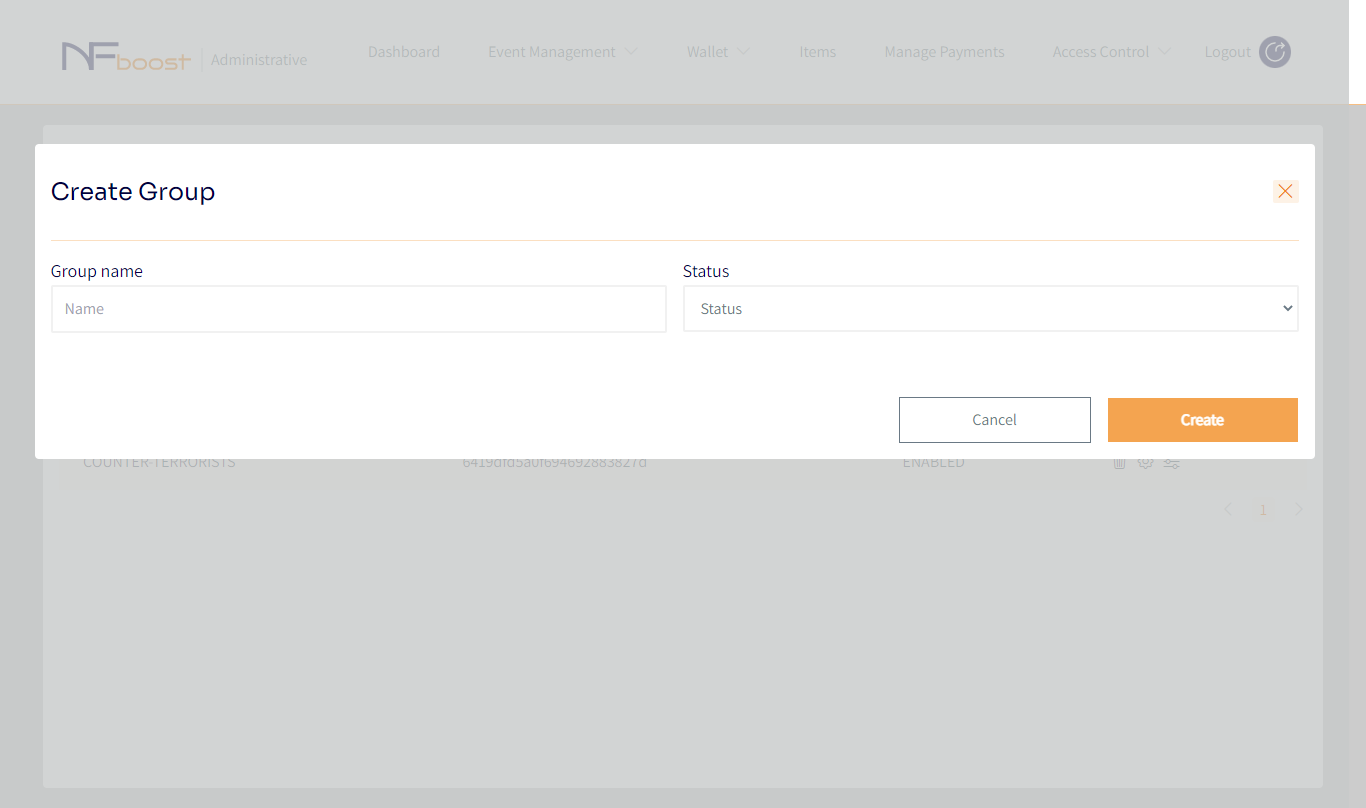 NFboost Administrative Dashboard Event Management Wallet Items Manage Payments Access Control Logout
Create Group
Group name Status
Name Status
Cancel Create
COUNTER-TERRORISTS 6419dfd5a0f694692883827d ENABLED
1